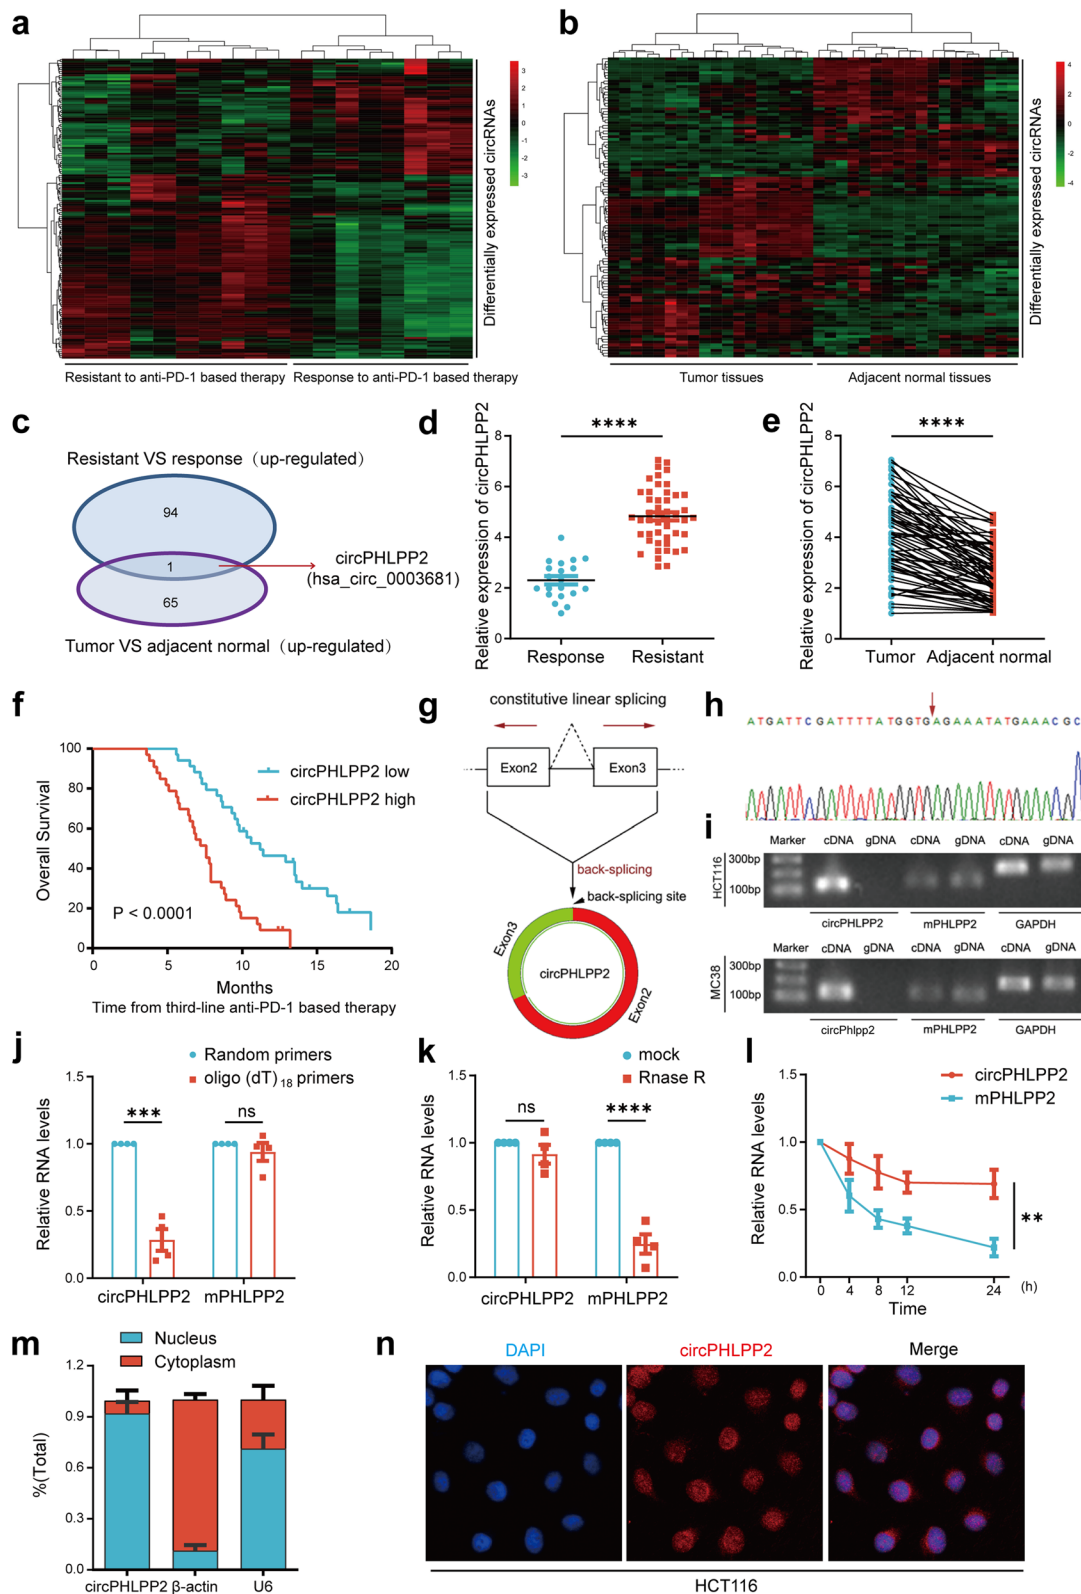 a
3
2
1
0
-1
-2
-3
Differentially expressed circRNAs
Resistant to anti-PD-1 based therapy
Response to anti-PD-1 based therapy
b
4
2
0
-2
-4
Differentially expressed circRNAs
Tumor tissues
Adjacent normal tissues
c
Resistant VS response（up-regulated）
94
1
65
circPHLPP2
(hsa_circ_0003681)
Tumor VS adjacent normal（up-regulated）
d
Relative expression of circPHLPP2
8
6
4
2
0
****
Response
Resistant
e
Relative expression of circPHLPP2
8
6
4
2
0
****
Tumor
Adjacent normal
f
Overall Survival
100
80
60
40
20
0
circPHLPP2 low
circPHLPP2 high
P < 0.0001
0 5 10 15 20
Months
Time from third-line anti-PD-1 based therapy
g
constitutive linear splicing
Exon2
Exon3
back-splicing
back-splicing site
Exon3
circPHLPP2
Exon2
h
ATGATTCGATTTTATGGTGAGAAATATGAAACGC
i
Marker cDNA gDNA cDNA gDNA cDNA gDNA
HCT116
300bp
100bp
circPHLPP2 mPHLPP2 GAPDH
Marker cDNA gDNA cDNA gDNA cDNA gDNA
MC38
300bp
100bp
circPhlpp2 mPHLPP2 GAPDH
j
Random primers
oligo (dT)18 primers
Relative RNA levels
1.5
1.0
0.5
0.0
***
ns
circPHLPP2
mPHLPP2
k
mock
Rnase R
Relative RNA levels
1.5
1.0
0.5
0.0
ns
****
circPHLPP2
mPHLPP2
l
circPHLPP2
mPHLPP2
Relative RNA levels
1.5
1.0
0.5
0.0
**
0 4 8 12 24 (h)
Time
m
Nucleus
Cytoplasm
%(Total)
1.2
0.9
0.6
0.3
0.0
circPHLPP2 β-actin U6
n
DAPI
circPHLPP2
Merge
HCT116